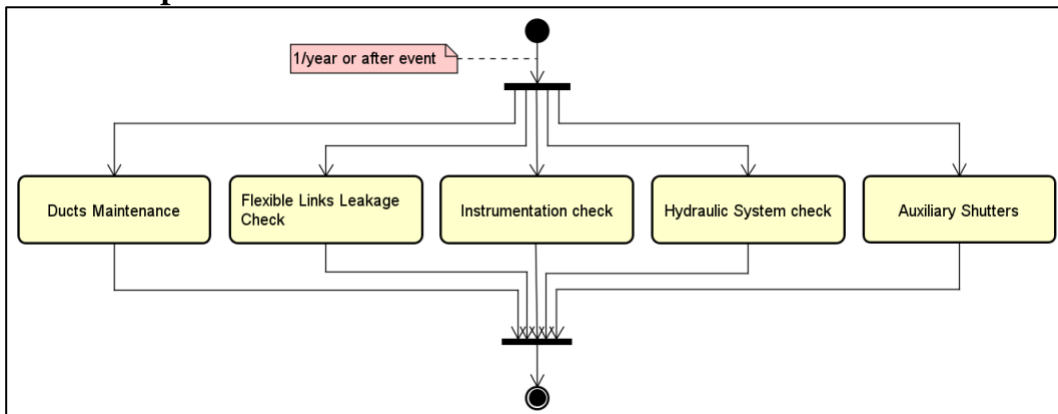 1/year or after event
Ducts Maintenance
Flexible Links Leakage
Check
Instrumentation check
Hydraulic System check
Auxiliary Shutters